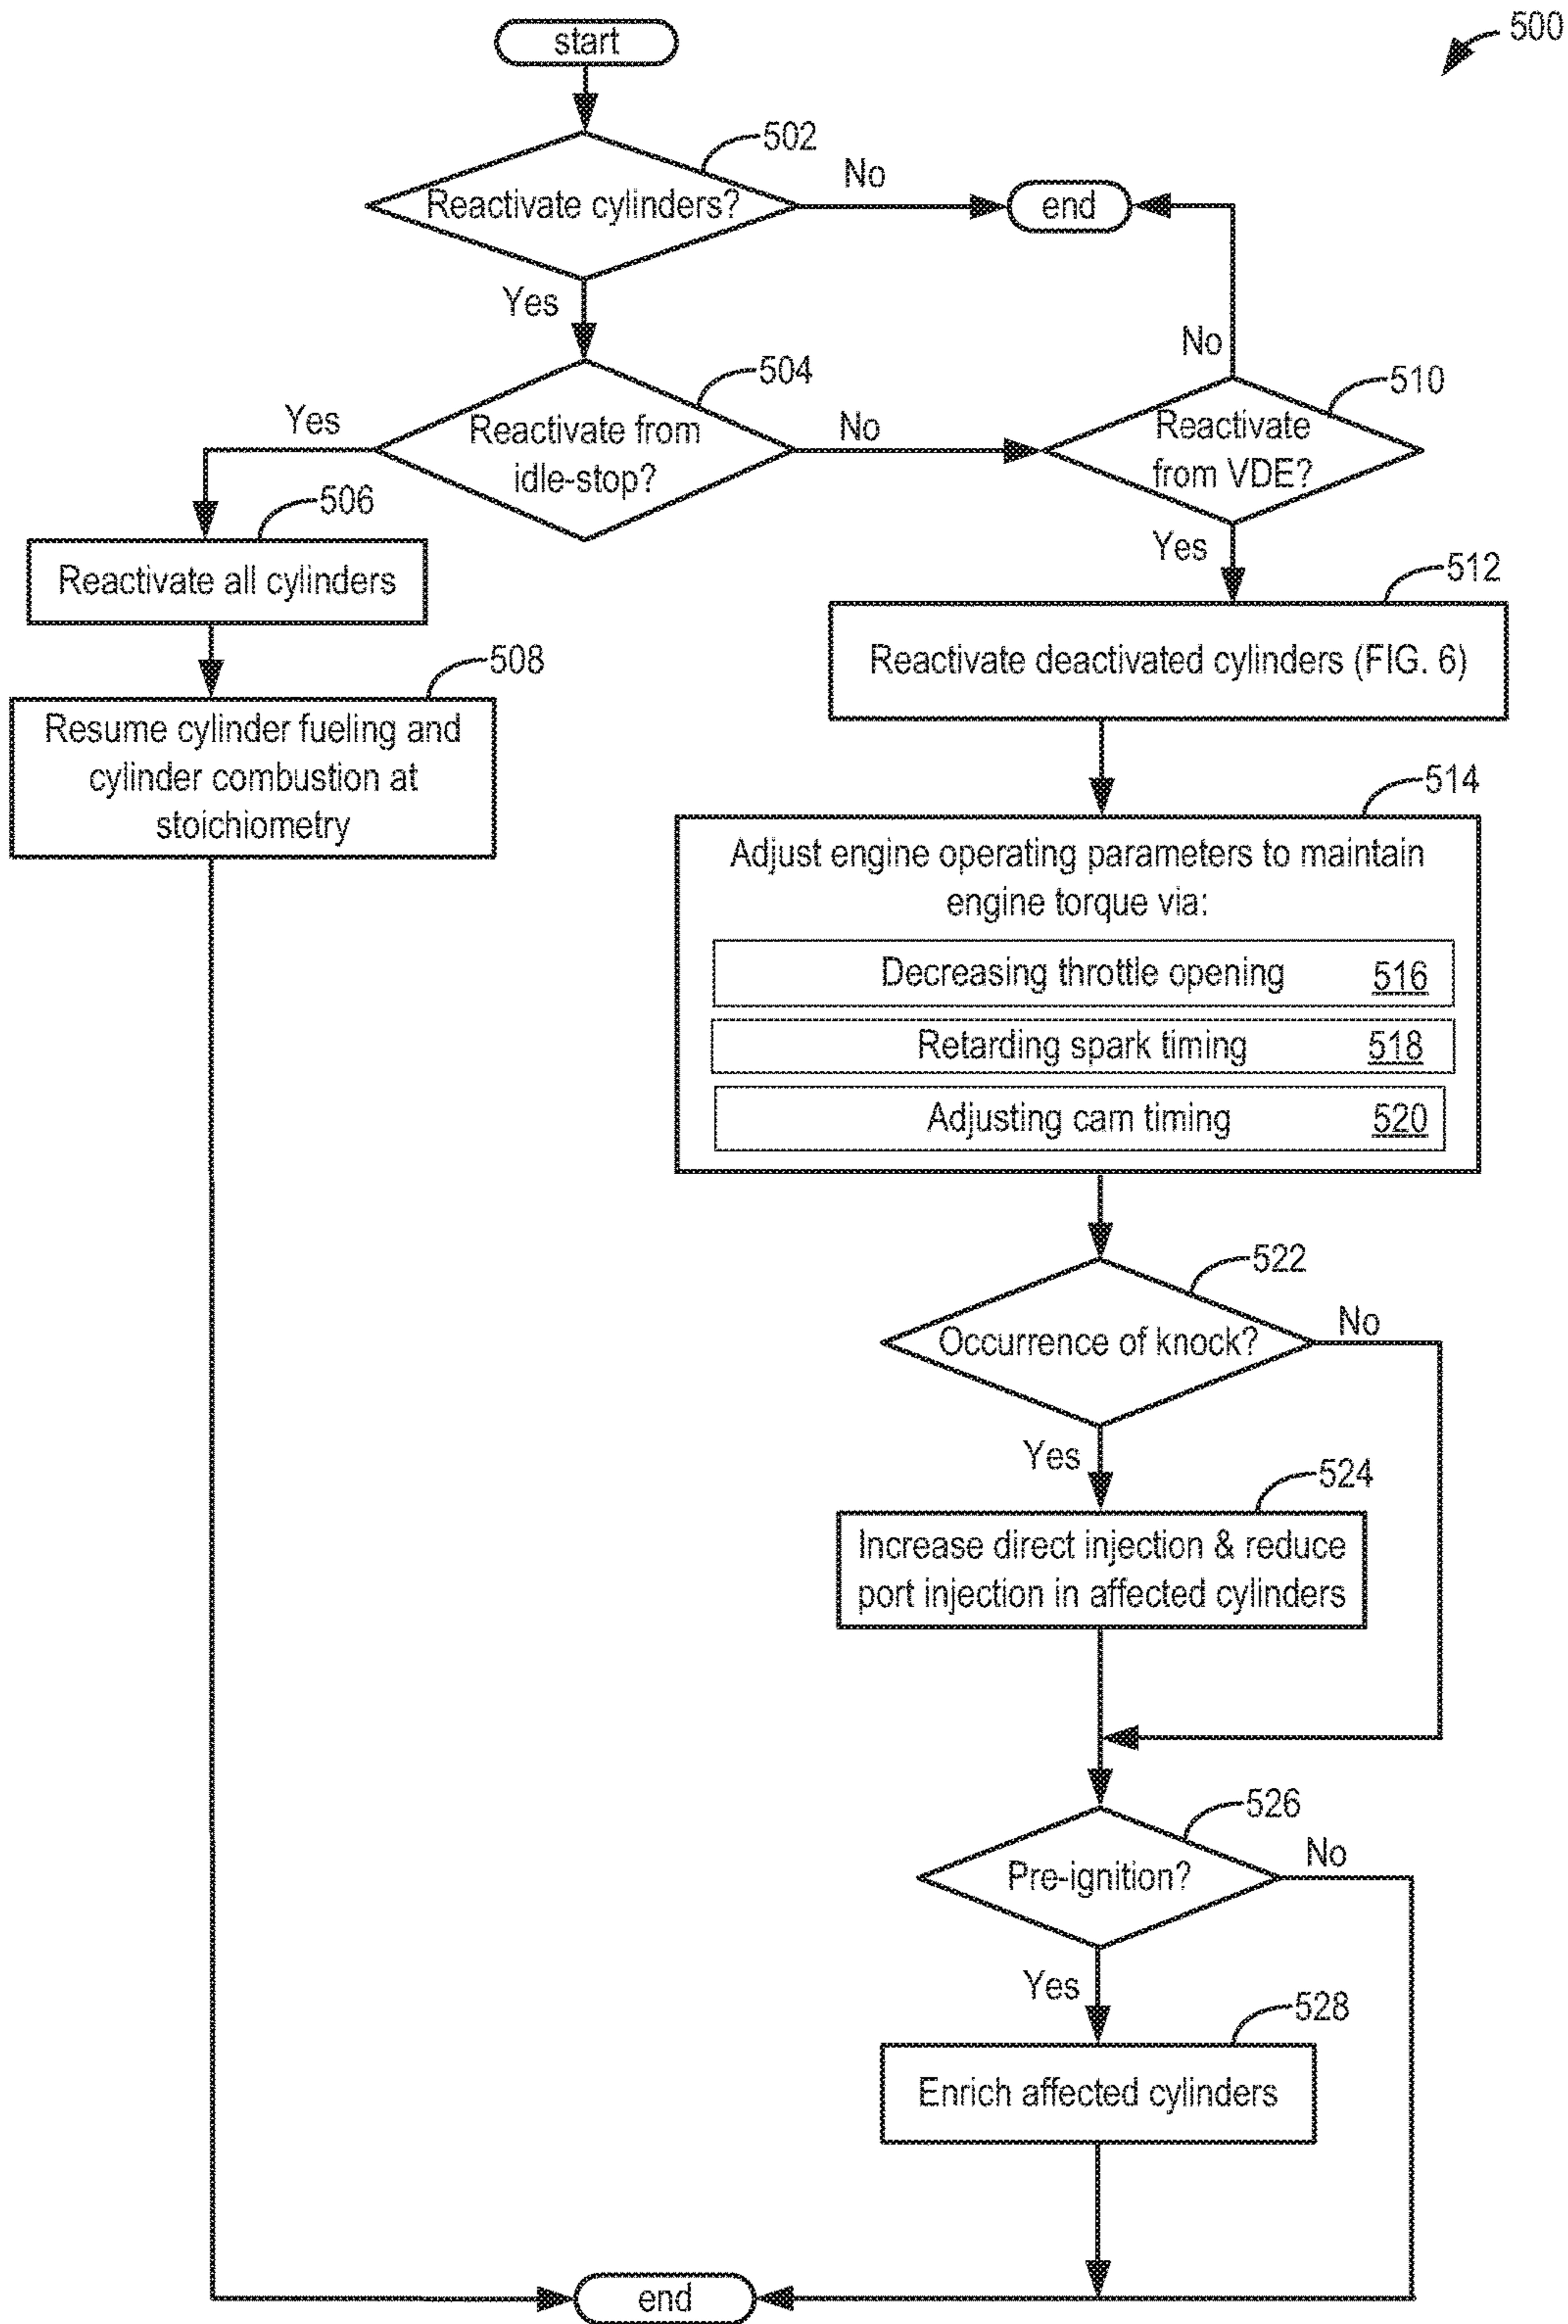 500
start
502
Reactivate cylinders?
No
end
Yes
No
504
510
Yes
Reactivate from
idle-stop?
No
Reactivate
from VDE?
506
Yes
Reactivate all cylinders
512
Reactivate deactivated cylinders (FIG. 6)
508
Resume cylinder fueling and
cylinder combustion at
stoichiometry
514
Adjust engine operating parameters to maintain
engine torque via:
Decreasing throttle opening 516
Retarding spark timing 518
Adjusting cam timing 520
522
Occurrence of knock?
No
Yes
524
Increase direct injection & reduce
port injection in affected cylinders
526
Pre-ignition?
No
Yes
528
Enrich affected cylinders
end